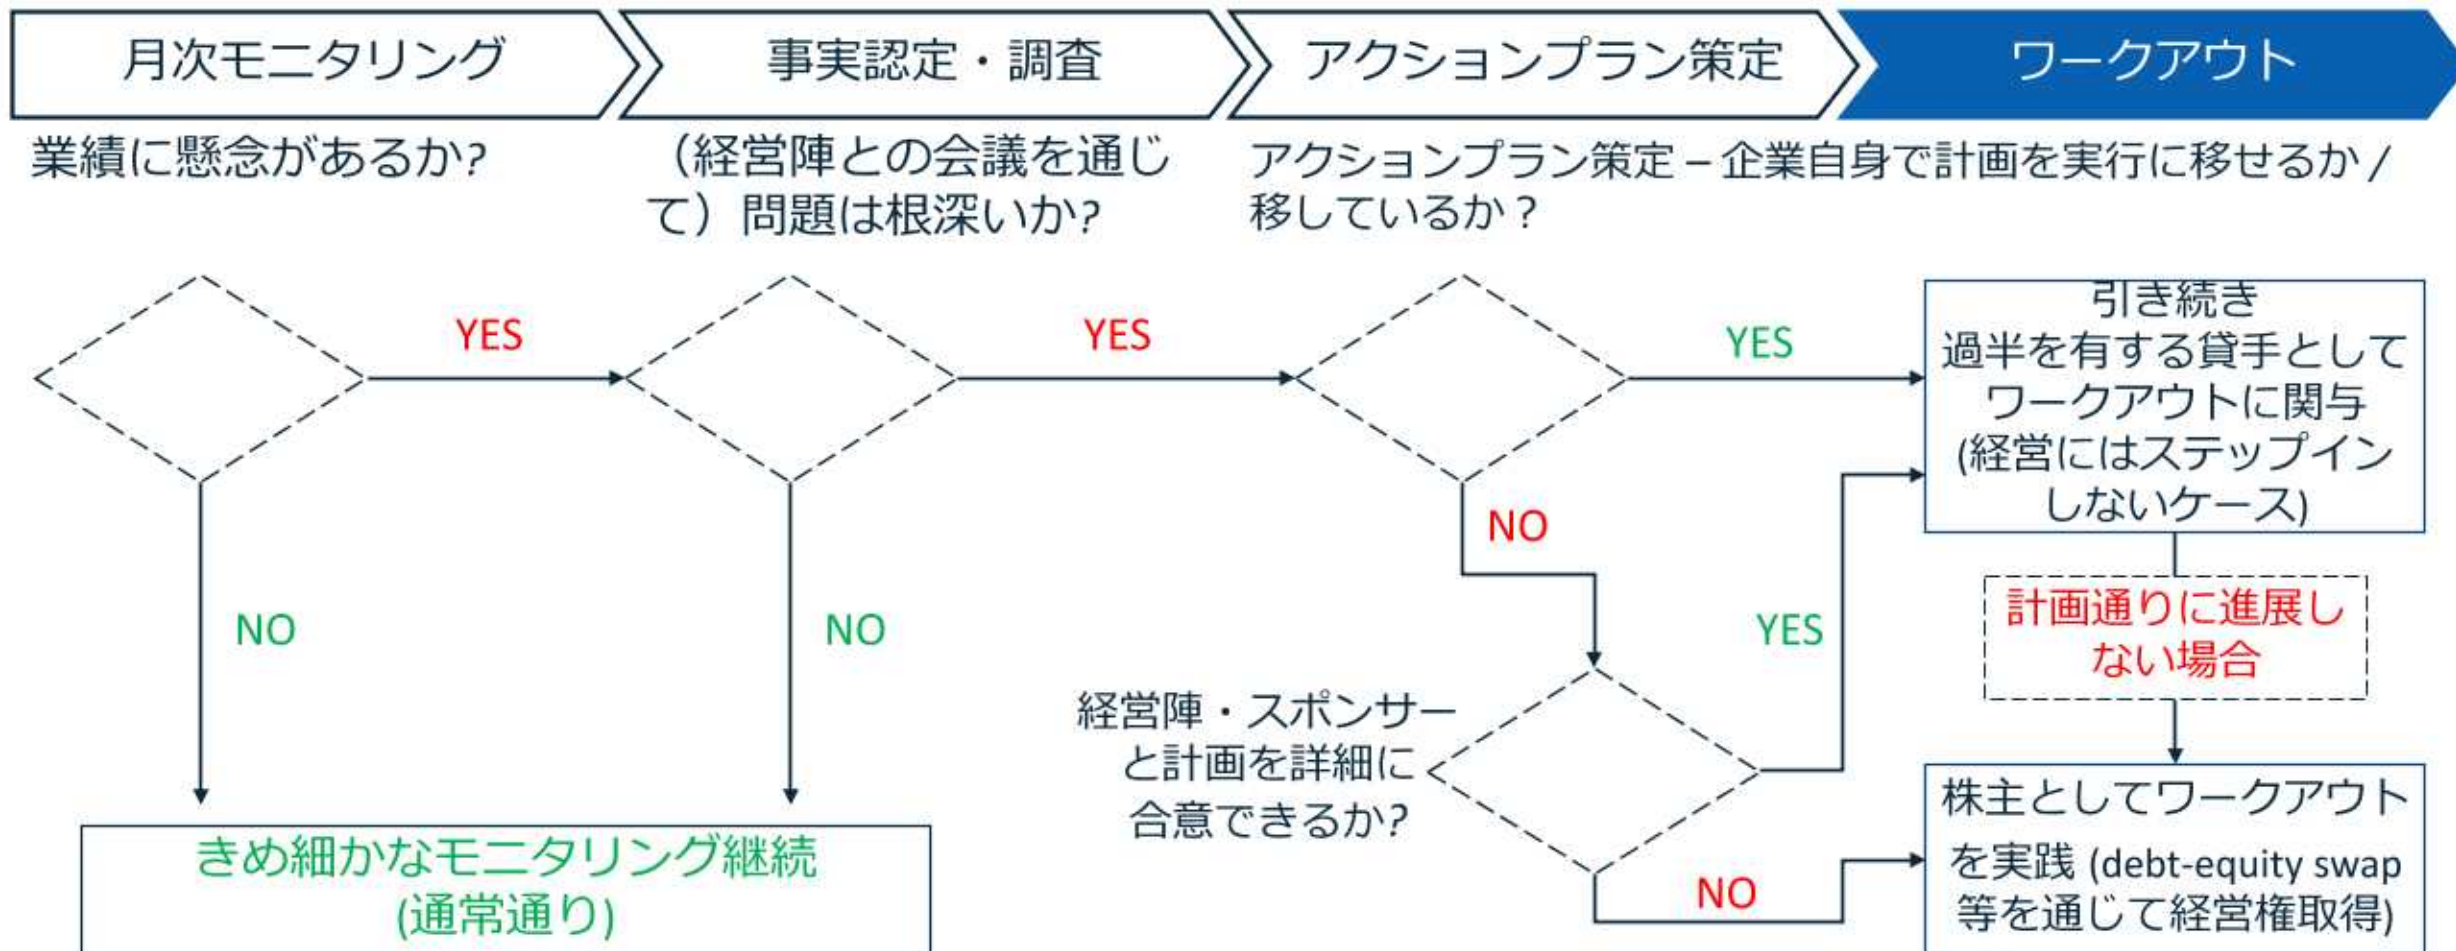 月次モニタリング
事実認定・調査
アクションプラン策定
ワークアウト
業績に懸念があるか?
（経営陣との会議を通じ
て）問題は根深いか?
アクションプラン策定 – 企業自身で計画を実行に移せるか /
移しているか？
YES
YES
YES
引き続き
過半を有する貸手として
ワークアウトに関与
(経営にはステップイン
しないケース)
NO
NO
NO
YES
計画通りに進展し
ない場合
経営陣・スポンサー
と計画を詳細に
合意できるか?
株主としてワークアウト
を実践 (debt-equity swap
等を通じて経営権取得)
NO
きめ細かなモニタリング継続
(通常通り)